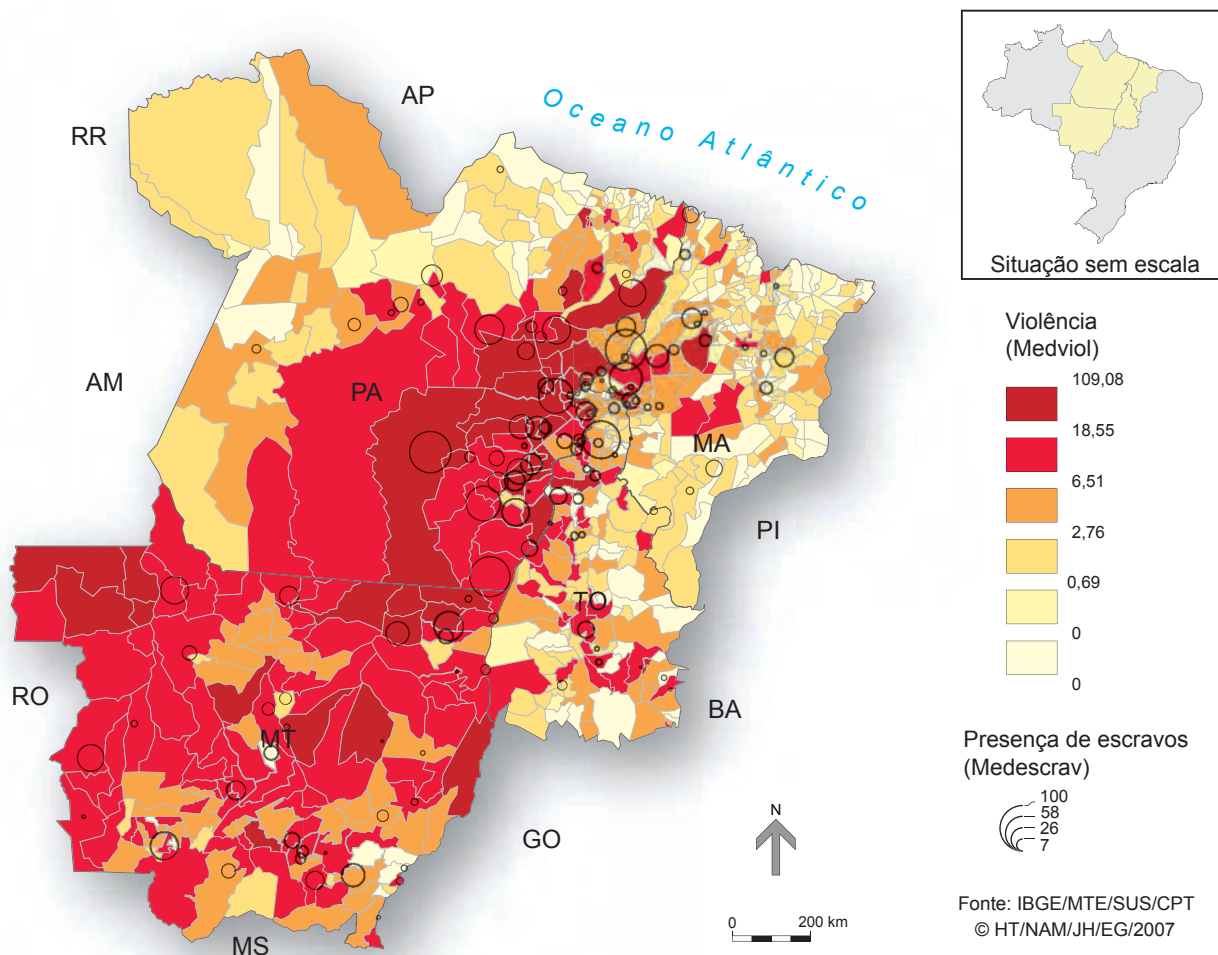 AP
RR
Oceano Atlântico
AM
PA
MA
PI
TO
RO
MT
BA
GO
MS
N
0 200 km
Situação sem escala
Violência
(Medviol)
109,08
18,55
6,51
2,76
0,69
0
0
Presença de escravos
(Medescrav)
100
58
26
7
Fonte: IBGE/MTE/SUS/CPT
© HT/NAM/JH/EG/2007